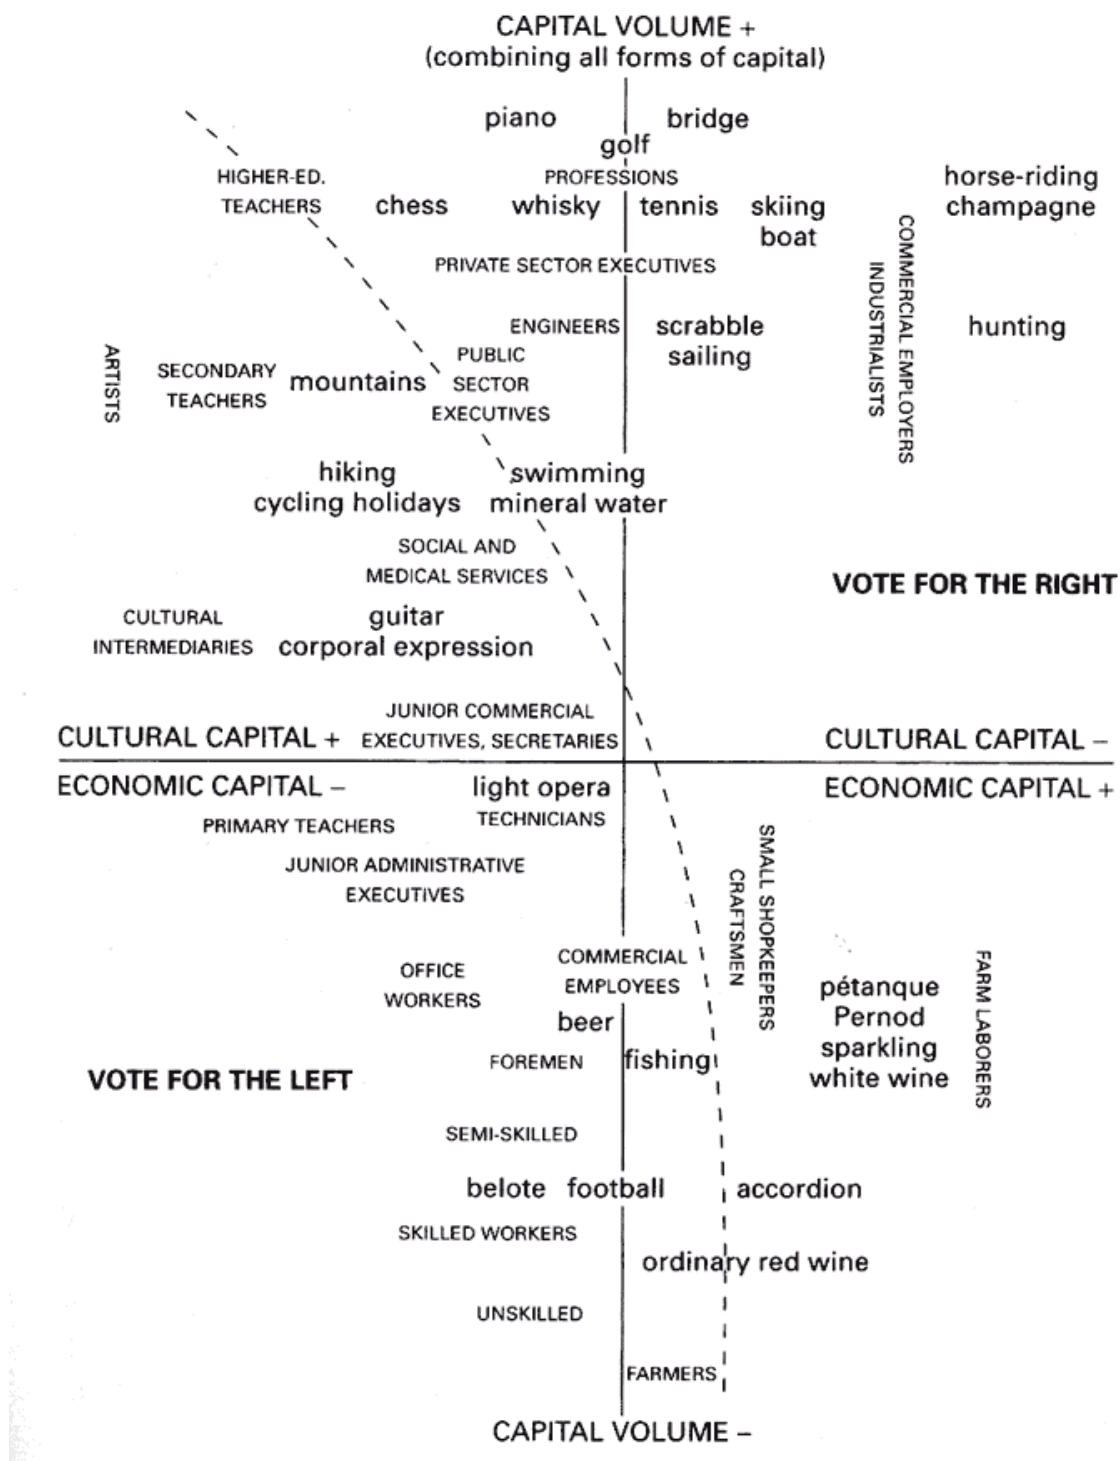 CAPITAL VOLUME +
(combining all forms of capital)
piano
bridge
golf
HIGHER-ED.
TEACHERS
PROFESSIONS
horse-riding
champagne
chess
whisky
tennis
skiing
boat
PRIVATE SECTOR EXECUTIVES
COMMERCIAL EMPLOYERS
INDUSTRIALISTS
ENGINEERS
scrabble
sailing
hunting
ARTISTS
SECONDARY
TEACHERS
mountains
PUBLIC
SECTOR
EXECUTIVES
hiking
cycling holidays
swimming
mineral water
SOCIAL AND
MEDICAL SERVICES
VOTE FOR THE RIGHT
CULTURAL
INTERMEDIARIES
guitar
corporal expression
JUNIOR COMMERCIAL
EXECUTIVES, SECRETARIES
CULTURAL CAPITAL +
CULTURAL CAPITAL –
ECONOMIC CAPITAL –
ECONOMIC CAPITAL +
light opera
TECHNICIANS
PRIMARY TEACHERS
JUNIOR ADMINISTRATIVE
EXECUTIVES
SMALL SHOPKEEPERS
CRAFTSMEN
OFFICE
WORKERS
COMMERCIAL
EMPLOYEES
beer
pétanque
Pernod
sparkling
white wine
FARM LABORERS
FOREMEN
fishing
VOTE FOR THE LEFT
SEMI-SKILLED
belote
football
accordion
SKILLED WORKERS
ordinary red wine
UNSKILLED
FARMERS
CAPITAL VOLUME –